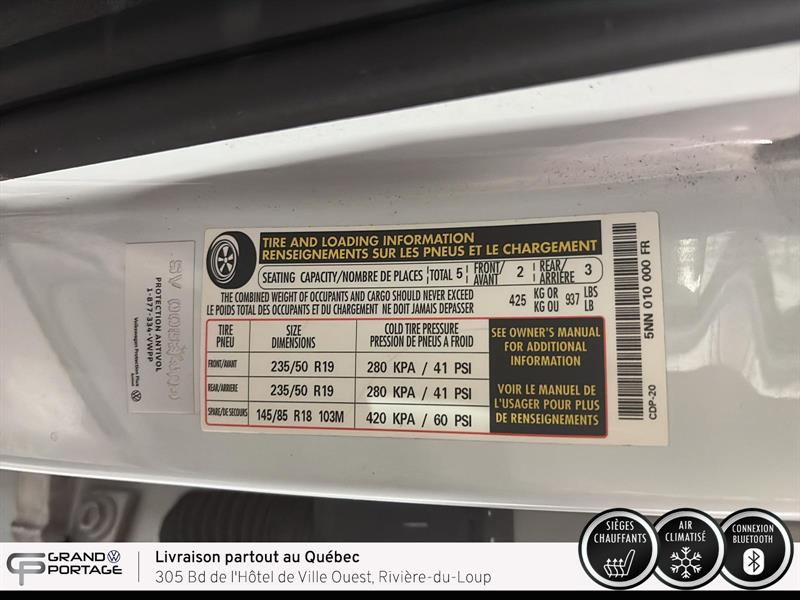 TIRE AND LOADING INFORMATION
RENSEIGNEMENTS SUR LES PNEUS ET LE CHARGEMENT
SEATING CAPACITY/NOMBRE DE PLACES TOTAL 5 FRONT/AVANT 2 REAR/ARRIÈRE 3
THE COMBINED WEIGHT OF OCCUPANTS AND CARGO SHOULD NEVER EXCEED
LE POIDS TOTAL DES OCCUPANTS ET DU CHARGEMENT NE DOIT JAMAIS DEPASSER
425 KG OR 937 LBS
KG OU LB
TIRE PNEU
SIZE DIMENSIONS
COLD TIRE PRESSURE
PRESSION DE PNEUS A FROID
FRONT/AVANT 235/50 R19 280 KPA / 41 PSI
REAR/ARRIERE 235/50 R19 280 KPA / 41 PSI
SPARE/DE SECOURS 145/85 R18 103M 420 KPA / 60 PSI
SEE OWNER'S MANUAL
FOR ADDITIONAL
INFORMATION
VOIR LE MANUEL DE
L'USAGER POUR PLUS
DE RENSEIGNEMENTS
5NN 010 000 FR
CDP-20
PROTECTION ANTIVOL
1-877-334-VWPP
Volkswagen Protection Plus
GRAND PORTAGE
Livraison partout au Québec
305 Bd de l'Hôtel de Ville Ouest, Rivière-du-Loup
SIÈGES
CHAUFFANTS
AIR
CLIMATISÉ
CONNEXION
BLUETOOTH